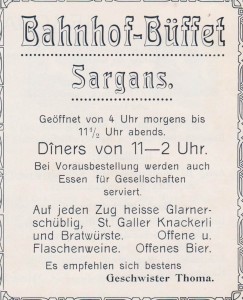 Bahnhof-Büffet
Sargans.
Geöffnet von 4 Uhr morgens bis
11½ Uhr abends.
Dîners von 11—2 Uhr.
Bei Vorausbestellung werden auch
Essen für Gesellschaften
serviert.
Auf jeden Zug heisse Glarner-
schüblig, St. Galler Knackerli
und Bratwürste. Offene u.
Flaschenweine. Offenes Bier.
Es empfehlen sich bestens
Geschwister Thoma.